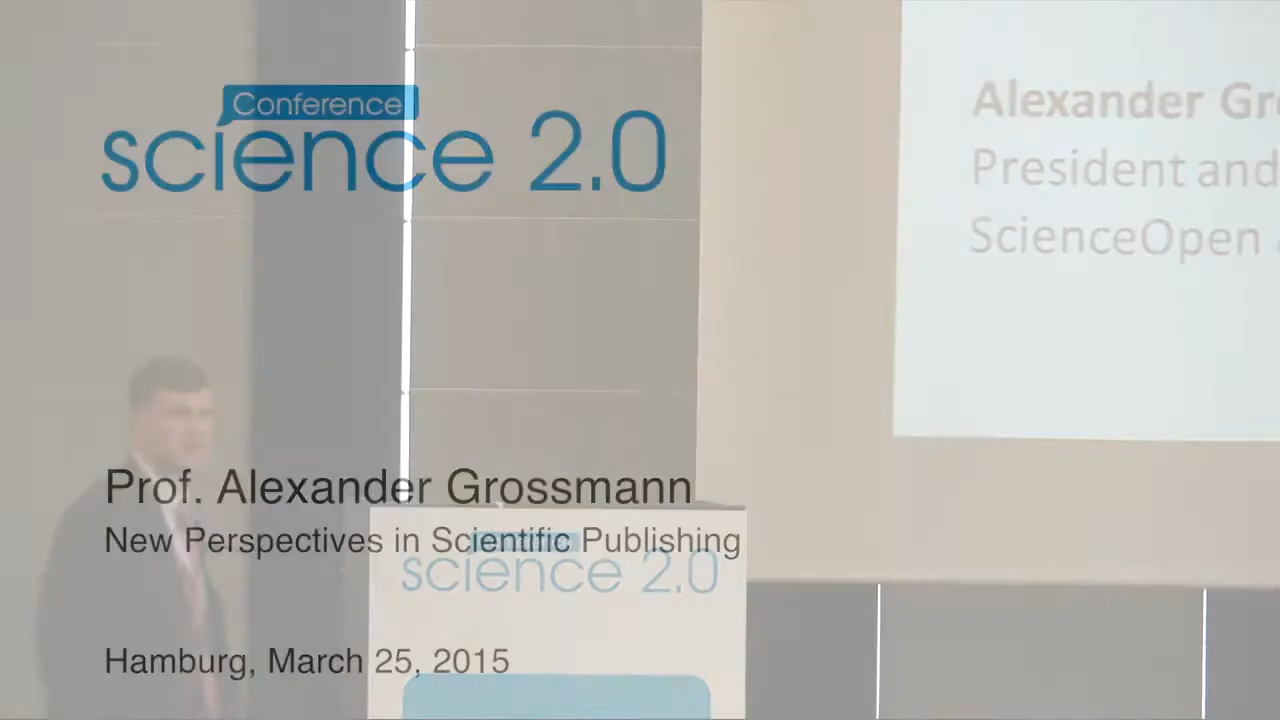 Conference
science 2.0
Alexander Gr
President and
ScienceOpen
Prof. Alexander Grossmann
New Perspectives in Scientific Publishing
science 2.0
Hamburg, March 25, 2015